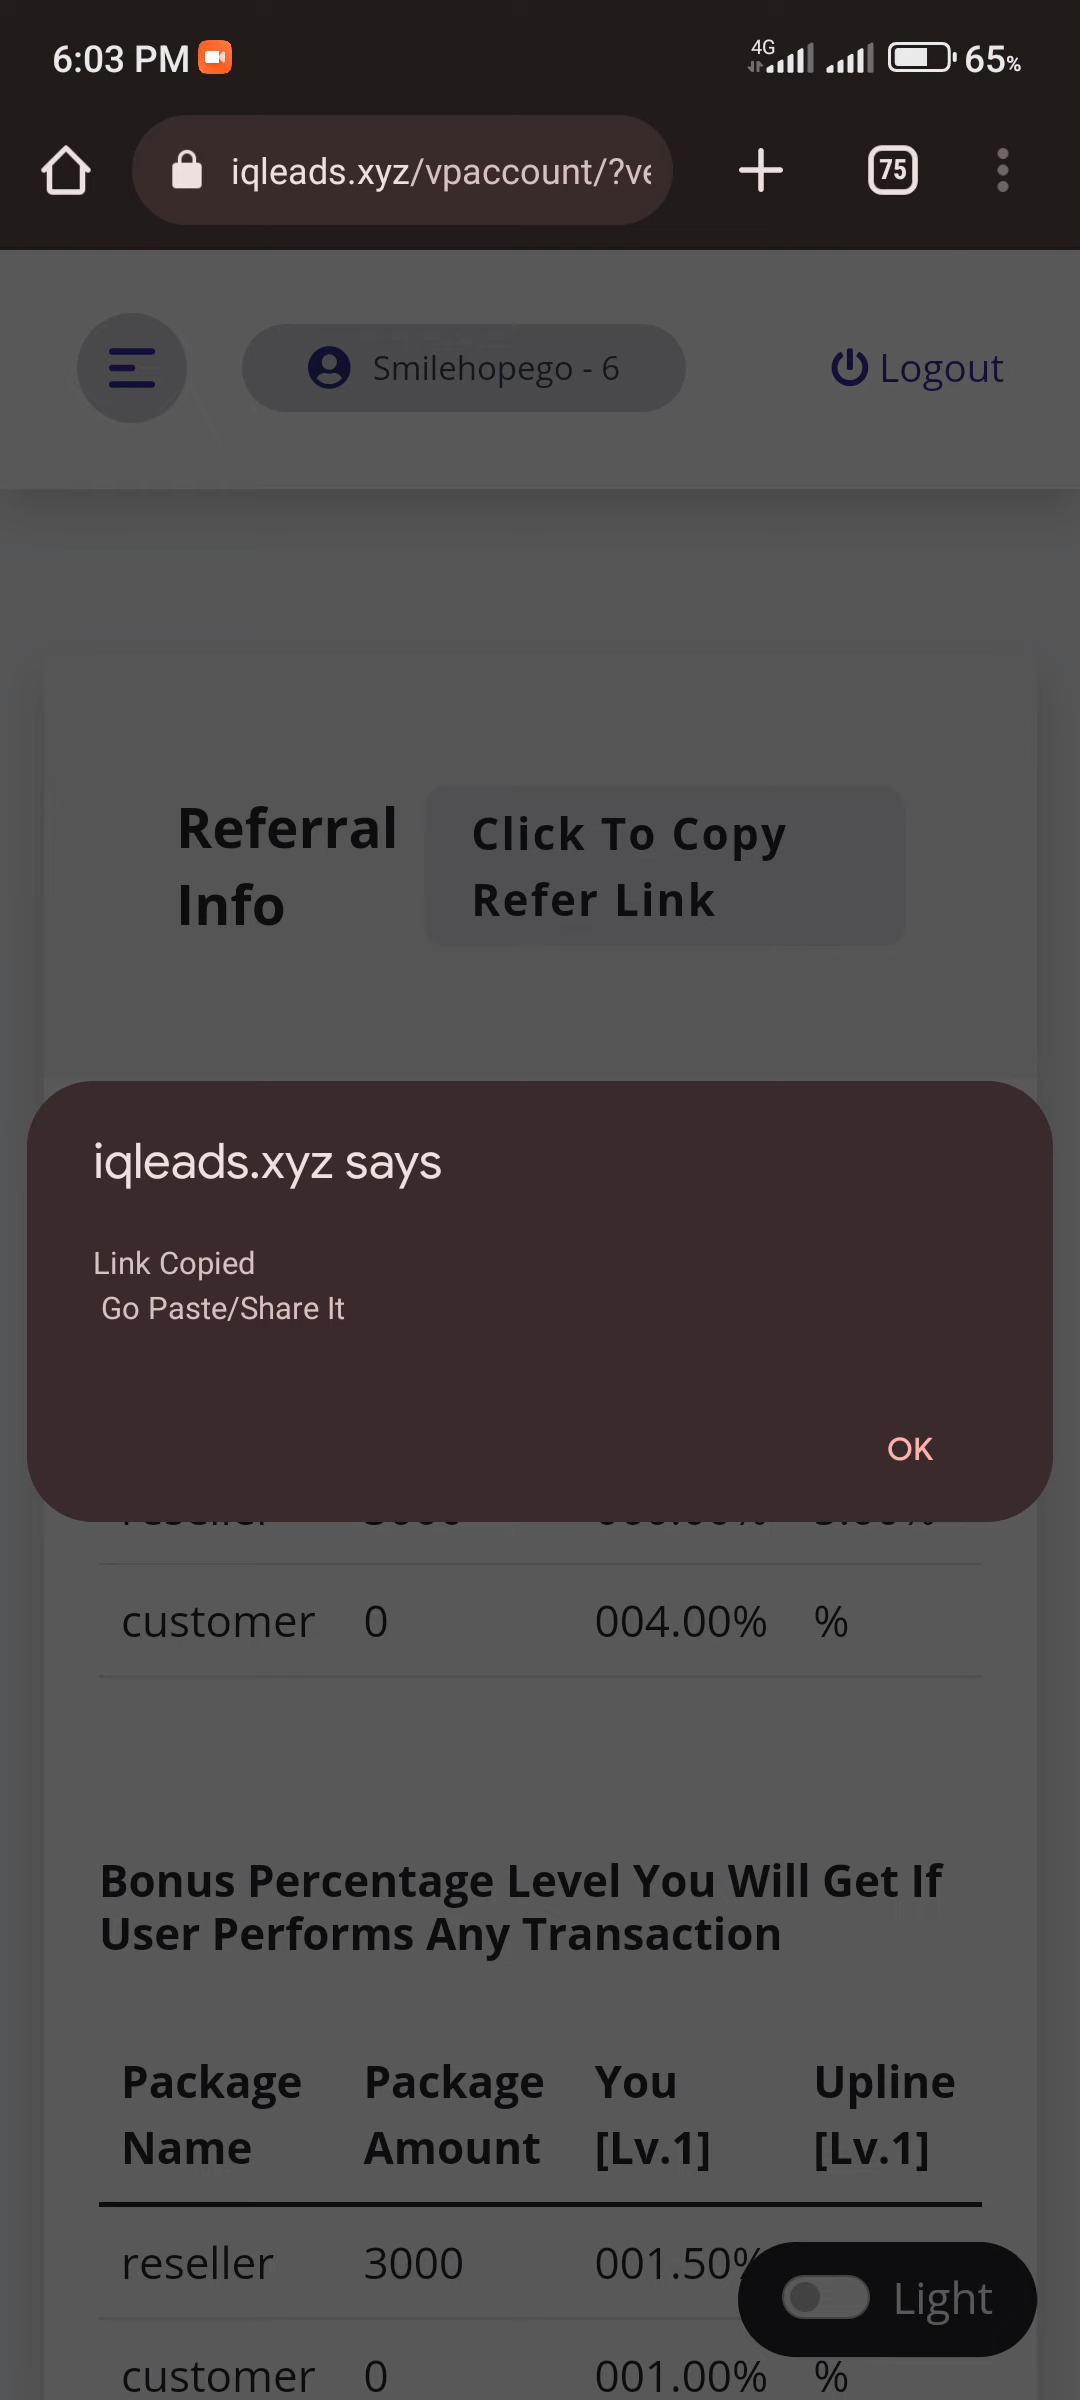 6:03 PM
4G
65%
iqleads.xyz/vpaccount/?ve
75
Smilehopego - 6
Logout
Referral
Info
Click To Copy
Refer Link
iqleads.xyz says
Link Copied
Go Paste/Share It
OK
customer 0 004.00% %
Bonus Percentage Level You Will Get If
User Performs Any Transaction
Package Name Package Amount You [Lv.1] Upline [Lv.1]
reseller 3000 001.50%
Light
customer 0 001.00% %